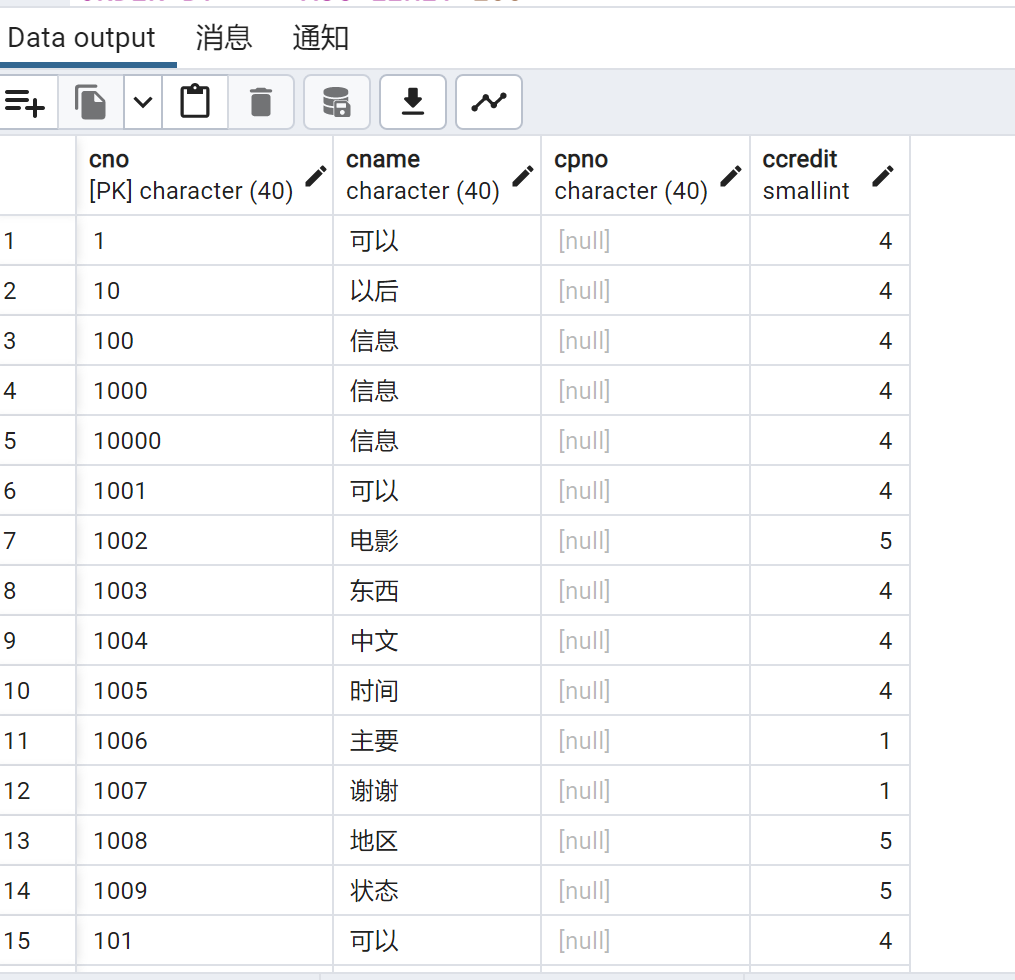 Data output 消息 通知
cno cname cpno ccredit
[PK] character (40) character (40) character (40) smallint
1 1 可以 [null] 4
2 10 以后 [null] 4
3 100 信息 [null] 4
4 1000 信息 [null] 4
5 10000 信息 [null] 4
6 1001 可以 [null] 4
7 1002 电影 [null] 5
8 1003 东西 [null] 4
9 1004 中文 [null] 4
10 1005 时间 [null] 4
11 1006 主要 [null] 1
12 1007 谢谢 [null] 1
13 1008 地区 [null] 5
14 1009 状态 [null] 5
15 101 可以 [null] 4